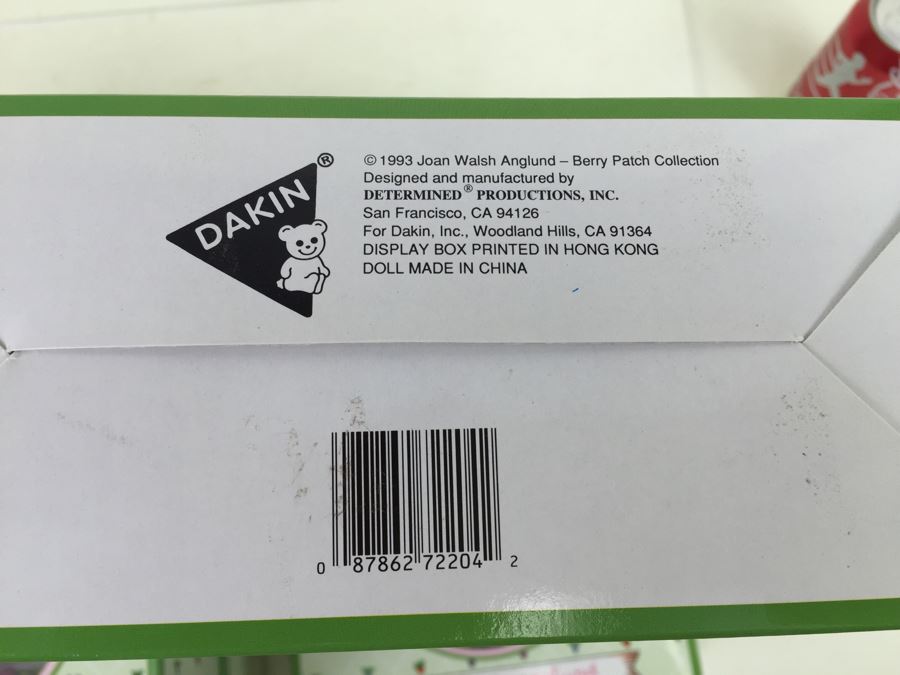 DAKIN ®
© 1993 Joan Walsh Anglund – Berry Patch Collection
Designed and manufactured by
DETERMINED® PRODUCTIONS, INC.
San Francisco, CA 94126
For Dakin, Inc., Woodland Hills, CA 91364
DISPLAY BOX PRINTED IN HONG KONG
DOLL MADE IN CHINA
0 87862 72204 2